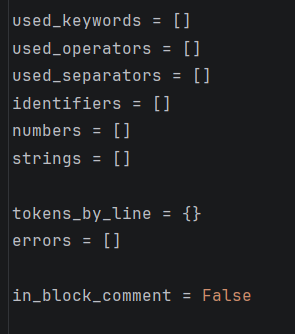 used_keywords = []
used_operators = []
used_separators = []
identifiers = []
numbers = []
strings = []
tokens_by_line = {}
errors = []
in_block_comment = False